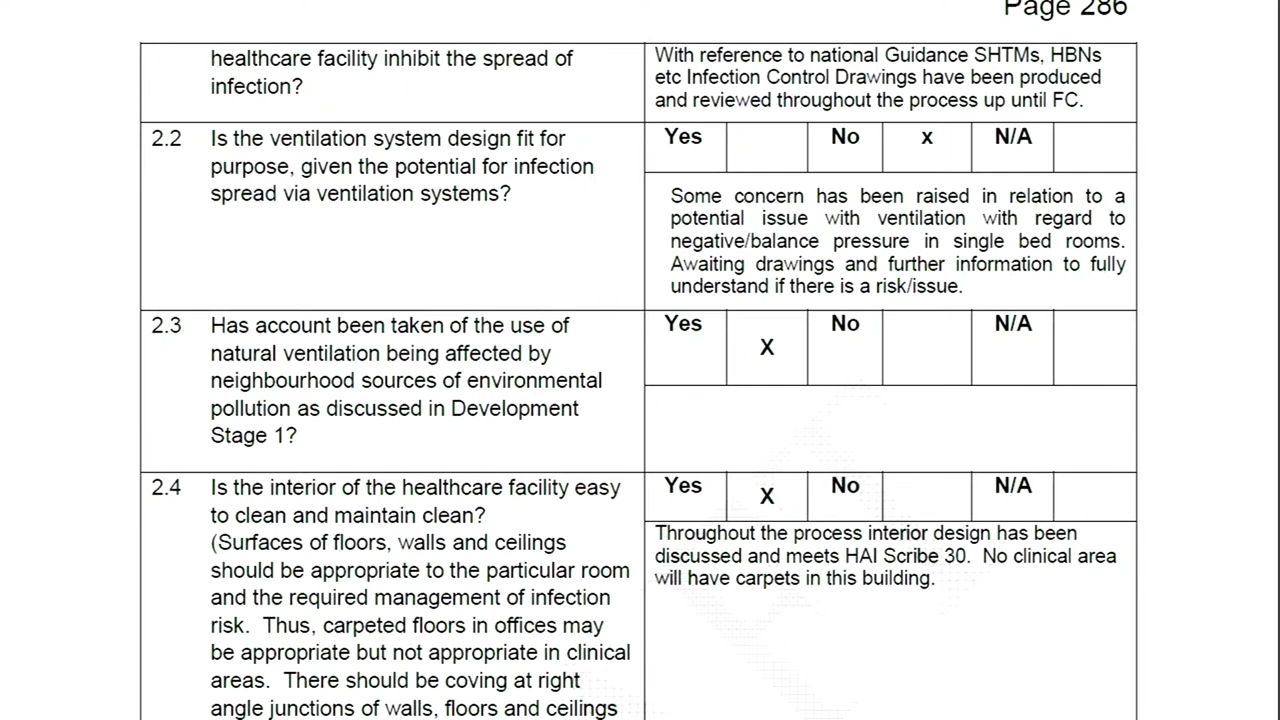 Page 286
healthcare facility inhibit the spread of
infection?
With reference to national Guidance SHTMs, HBNs
etc Infection Control Drawings have been produced
and reviewed throughout the process up until FC.
2.2 Is the ventilation system design fit for
purpose, given the potential for infection
spread via ventilation systems?
Yes No x N/A
Some concern has been raised in relation to a
potential issue with ventilation with regard to
negative/balance pressure in single bed rooms.
Awaiting drawings and further information to fully
understand if there is a risk/issue.
2.3 Has account been taken of the use of
natural ventilation being affected by
neighbourhood sources of environmental
pollution as discussed in Development
Stage 1?
Yes X No N/A
2.4 Is the interior of the healthcare facility easy
to clean and maintain clean?
(Surfaces of floors, walls and ceilings
should be appropriate to the particular room
and the required management of infection
risk. Thus, carpeted floors in offices may
be appropriate but not appropriate in clinical
areas. There should be coving at right
angle junctions of walls, floors and ceilings
Yes X No N/A
Throughout the process interior design has been
discussed and meets HAI Scribe 30. No clinical area
will have carpets in this building.